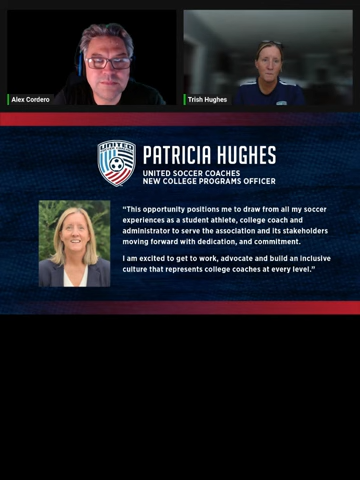 Alex Cordero
Trish Hughes
UNITED
PATRICIA HUGHES
UNITED SOCCER COACHES
NEW COLLEGE PROGRAMS OFFICER
“This opportunity positions me to draw from all my soccer
experiences as a student athlete, college coach and
administrator to serve the association and its stakeholders
moving forward with dedication, and commitment.
I am excited to get to work, advocate and build an inclusive
culture that represents college coaches at every level.”